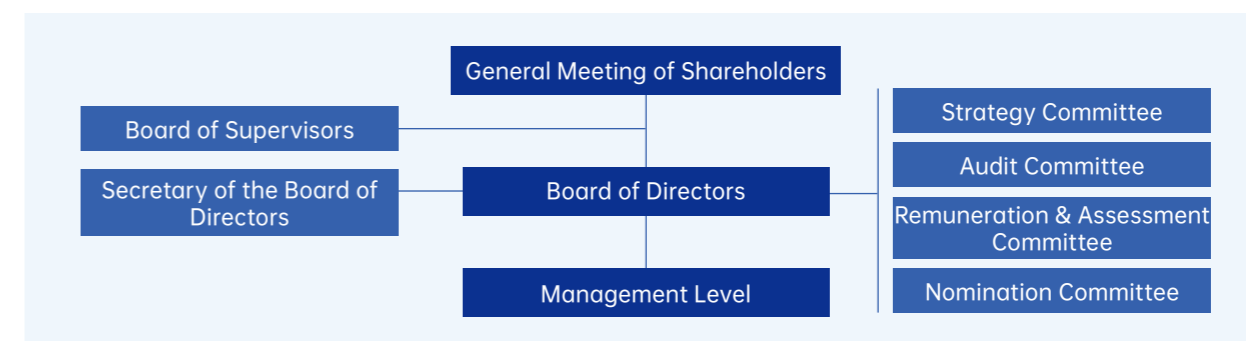 General Meeting of Shareholders
Board of Supervisors
Secretary of the Board of
Directors
Board of Directors
Management Level
Strategy Committee
Audit Committee
Remuneration & Assessment
Committee
Nomination Committee